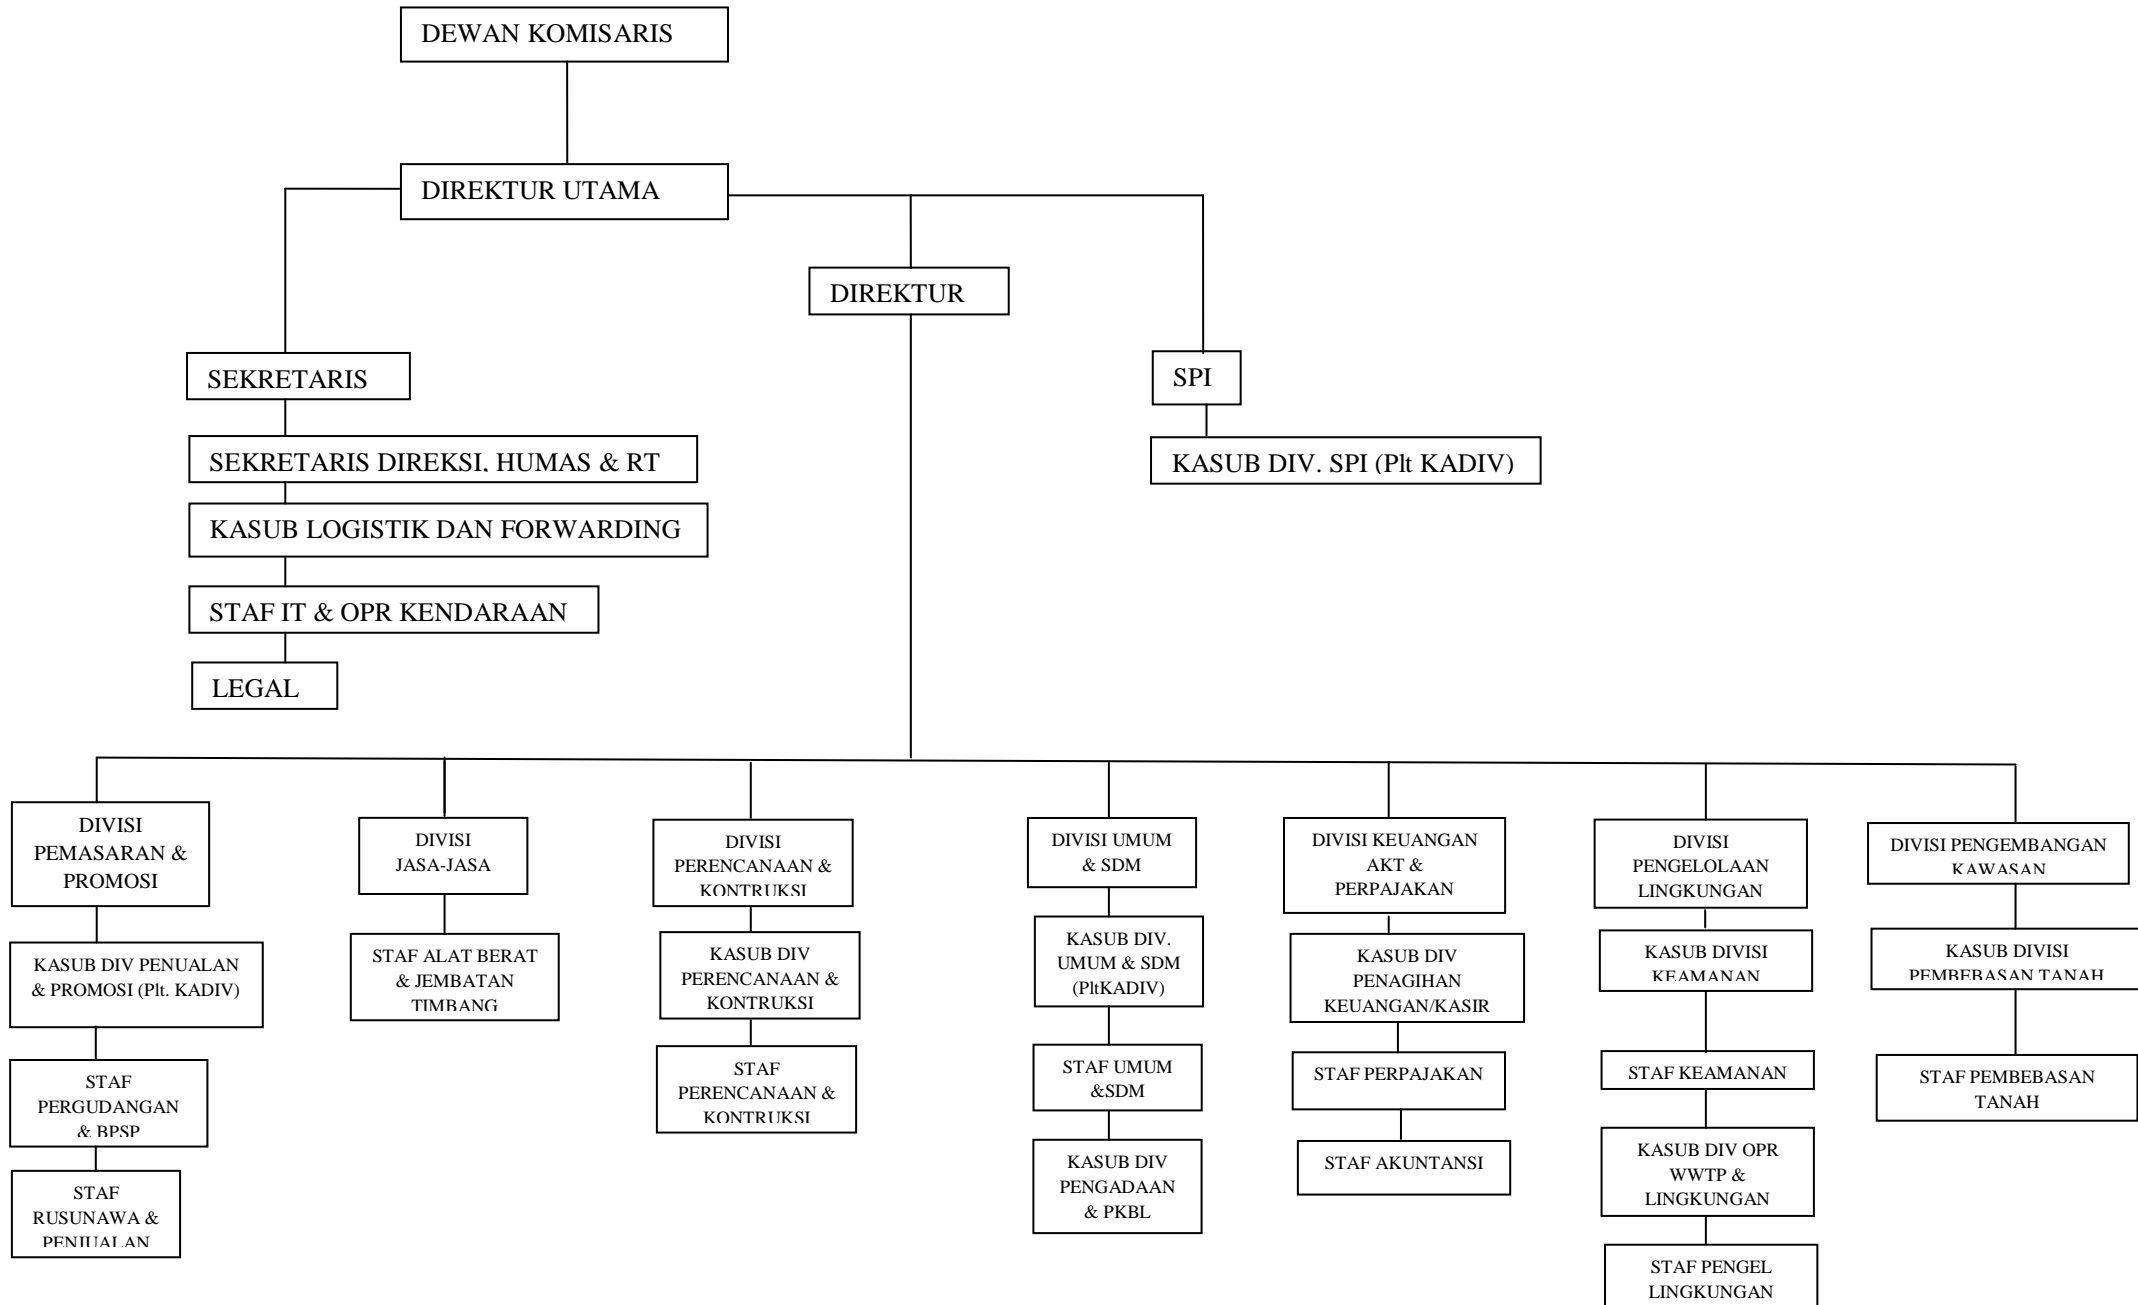 DEWAN KOMISARIS
DIREKTUR UTAMA
DIREKTUR
SEKRETARIS
SPI
SEKRETARIS DIREKSI, HUMAS & RT
KASUB DIV. SPI (Plt KADIV)
KASUB LOGISTIK DAN FORWARDING
STAF IT & OPR KENDARAAN
LEGAL
DIVISI
PEMASARAN &
PROMOSI
KASUB DIV PENUALAN
& PROMOSI (Plt. KADIV)
STAF
PERGUDANGAN
& BPSP
STAF
RUSUNAWA &
PENJUALAN
DIVISI
JASA-JASA
STAF ALAT BERAT
& JEMBATAN
TIMBANG
DIVISI
PERENCANAAN &
KONTRUKSI
KASUB DIV
PERENCANAAN &
KONTRUKSI
STAF
PERENCANAAN &
KONTRUKSI
DIVISI UMUM
& SDM
KASUB DIV.
UMUM & SDM
(PltKADIV)
STAF UMUM
&SDM
KASUB DIV
PENGADAAN
& PKBL
DIVISI KEUANGAN
AKT &
PERPAJAKAN
KASUB DIV
PENAGIHAN
KEUANGAN/KASIR
STAF PERPAJAKAN
STAF AKUNTANSI
DIVISI
PENGELOLAAN
LINGKUNGAN
KASUB DIVISI
KEAMANAN
STAF KEAMANAN
KASUB DIV OPR
WWTP &
LINGKUNGAN
STAF PENGEL
LINGKUNGAN
DIVISI PENGEMBANGAN
KAWASAN
KASUB DIVISI
PEMBEBASAN TANAH
STAF PEMBEBASAN
TANAH